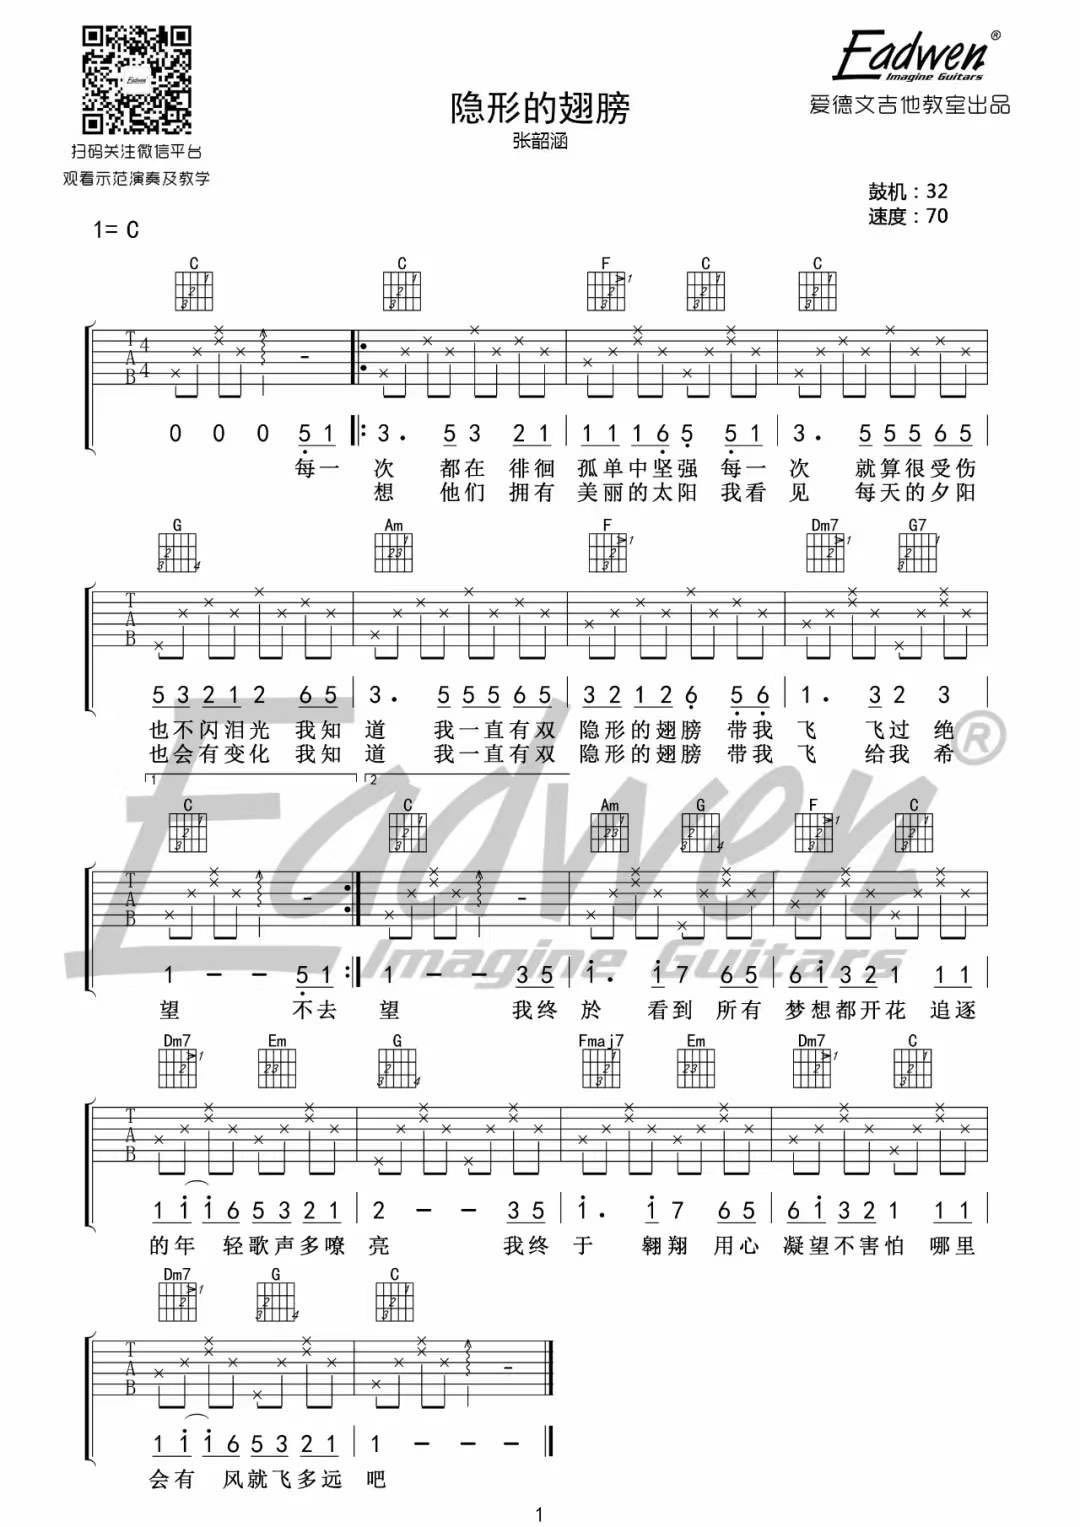 Eadwen®
Imagine Guitars
爱德文吉他教室出品
扫码关注微信平台
观看示范演奏及教学
隐形的翅膀
张韶涵
鼓机：32
速度：70
1= C
C C F C C
T A B 4 4
0 0 0 5 1 3. 5 3 2 1 1 1 1 6 5 5 1 3. 5 5 5 6 5
每一 次 都在 徘徊 孤单中坚强 每一 次 就算很受伤
想 他们 拥有 美丽的太阳 我看 见 每天的夕阳
G Am F Dm7 G7
T A B
5 3 2 1 2 6 5 3. 5 5 5 6 5 3 2 1 2 6 5 6 1. 3 2 3
也不闪泪光 我知 道 我一直有双 隐形的翅膀 带我 飞 飞过 绝
也会有变化 我知 道 我一直有双 隐形的翅膀 带我 飞 给我 希
1 2
C C Am G F C
T A B
1 - - 5 1 1 - - 3 5 i. i 7 6 5 6 i 3 2 1 1 1
望 不去 望 我终 於 看到 所有 梦想都开花 追逐
Dm7 Em G Fmaj7 Em Dm7 C
T A B
1 i i 6 5 3 2 1 2 - - 3 5 i. i 7 6 5 6 i 3 2 1 1 1
的年 轻歌声多嘹 亮 我终 于 翱翔 用心 凝望不害怕 哪里
Dm7 G C
T A B
1 i i 6 5 3 2 1 1 - - -
会有 风就飞多远 吧
Eadwen®
Imagine Guitars
1